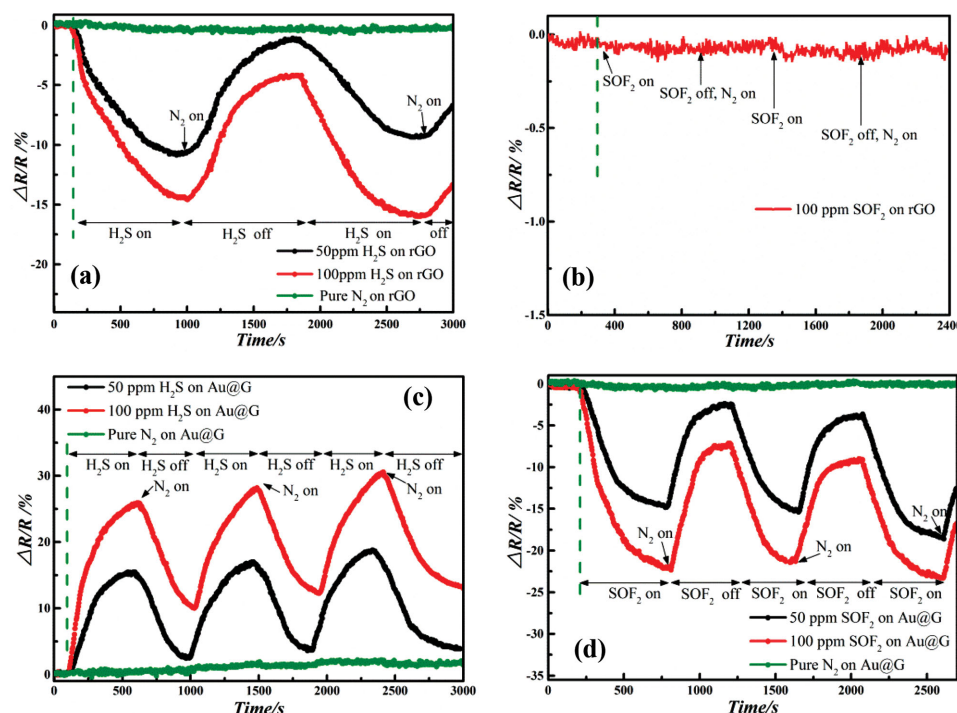 0
-5
-10
-15
-20
ΔR/R/ %
N₂ on
N₂ on
H₂S on
H₂S off
H₂S on
off
(a)
50ppm H₂S on rGO
100ppm H₂S on rGO
Pure N₂ on rGO
0 500 1000 1500 2000 2500 3000
Time/s
0.0
-0.5
-1.0
-1.5
ΔR/R/ %
SOF₂ on
SOF₂ off, N₂ on
SOF₂ on
SOF₂ off, N₂ on
100 ppm SOF₂ on rGO
(b)
0 400 800 1200 1600 2000 2400
Time/s
50 ppm H₂S on Au@G
100 ppm H₂S on Au@G
Pure N₂ on Au@G
(c)
40
30
20
10
0
ΔR/R/ %
H₂S on
H₂S off
H₂S on
H₂S off
H₂S on
H₂S off
N₂ on
N₂ on
N₂ on
0 500 1000 1500 2000 2500 3000
Time/s
0
-5
-10
-15
-20
-25
-30
-35
ΔR/R/ %
N₂ on
N₂ on
N₂ on
SOF₂ on
SOF₂ off
SOF₂ on
SOF₂ off
SOF₂ on
50 ppm SOF₂ on Au@G
100 ppm SOF₂ on Au@G
Pure N₂ on Au@G
(d)
0 500 1000 1500 2000 2500
Time/s